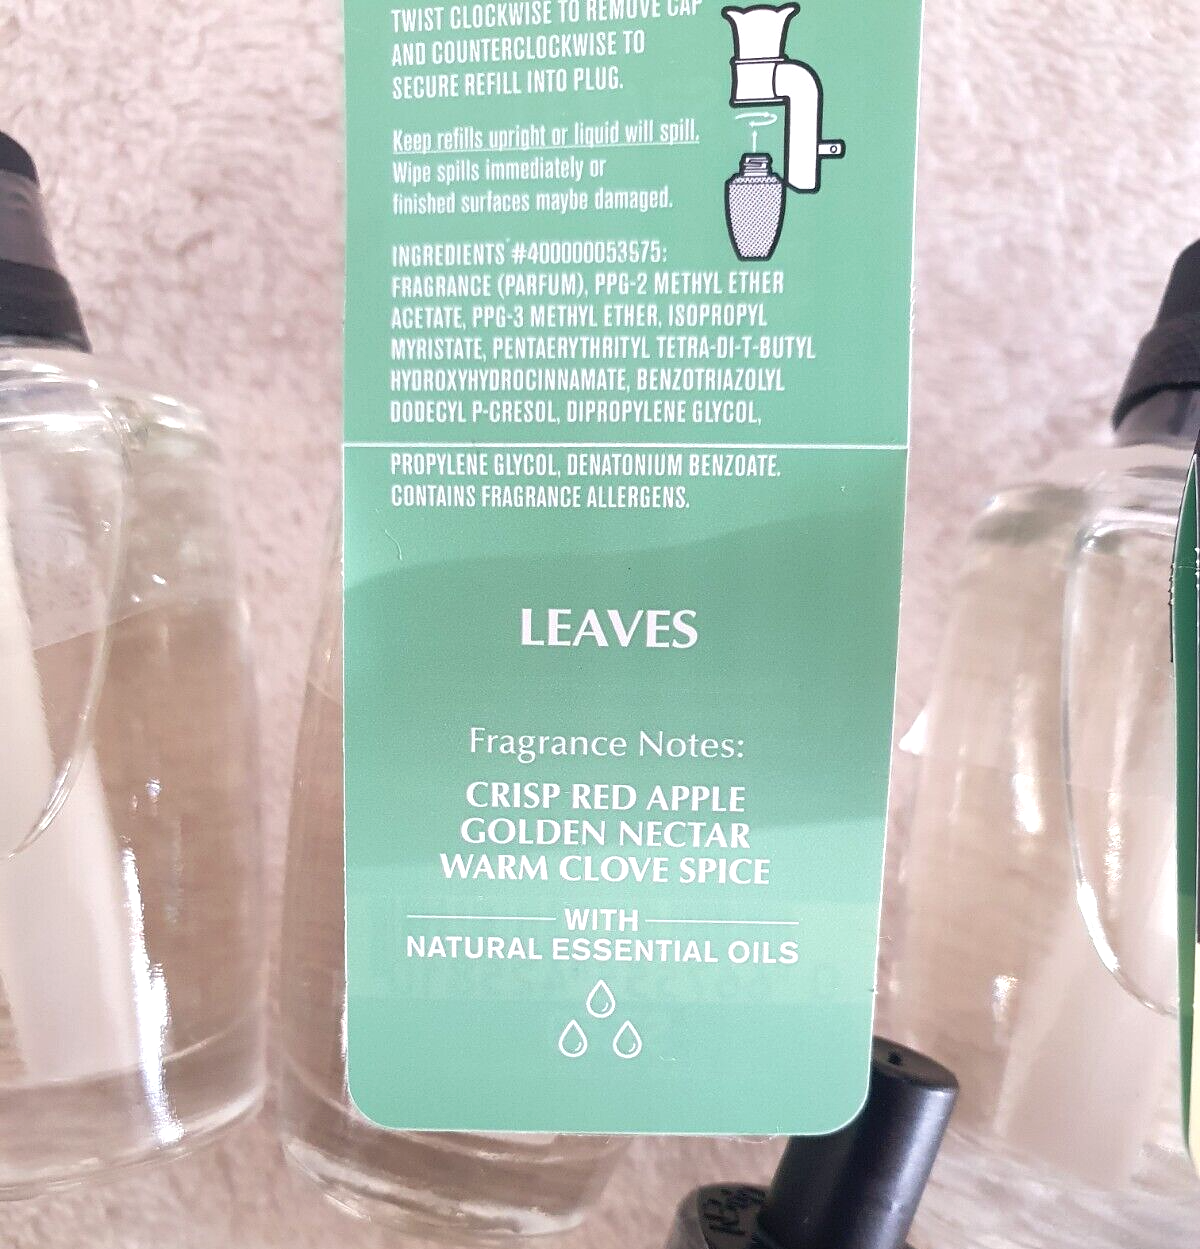 TWIST CLOCKWISE TO REMOVE CAP
AND COUNTERCLOCKWISE TO
SECURE REFILL INTO PLUG.
Keep refills upright or liquid will spill.
Wipe spills immediately or
finished surfaces maybe damaged.
INGREDIENTS #400000053975:
FRAGRANCE (PARFUM), PPG-2 METHYL ETHER
ACETATE, PPG-3 METHYL ETHER, ISOPROPYL
MYRISTATE, PENTAERYTHRITYL TETRA-DI-T-BUTYL
HYDROXYHYDROCINNAMATE, BENZOTRIAZOLYL
DODECYL P-CRESOL, DIPROPYLENE GLYCOL,
PROPYLENE GLYCOL, DENATONIUM BENZOATE.
CONTAINS FRAGRANCE ALLERGENS.
LEAVES
Fragrance Notes:
CRISP RED APPLE
GOLDEN NECTAR
WARM CLOVE SPICE
WITH
NATURAL ESSENTIAL OILS